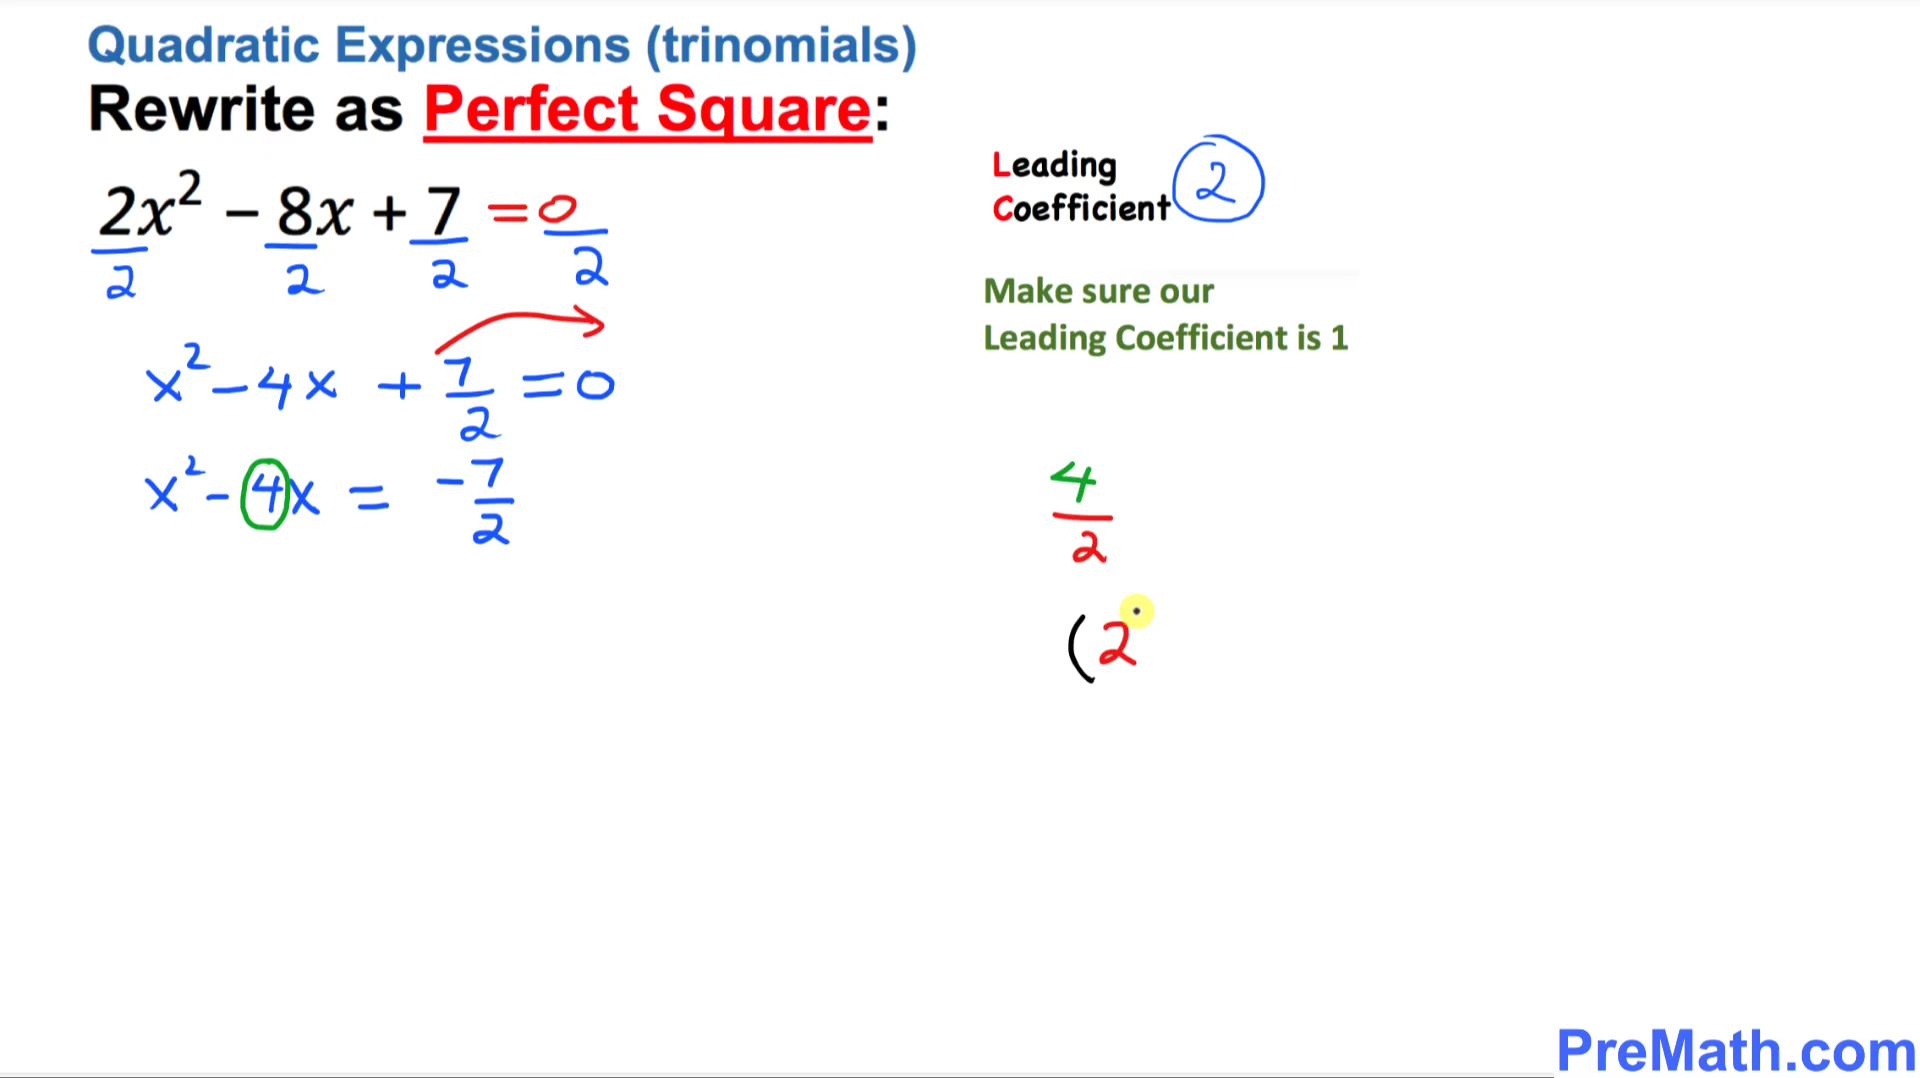 Quadratic Expressions (trinomials)
Rewrite as Perfect Square:
2x² − 8x + 7 = 0
2 2 2 2
x² − 4x + 7/2 = 0
x² − 4x = −7/2
Leading
Coefficient 2
Make sure our
Leading Coefficient is 1
4
2
(2
PreMath.com